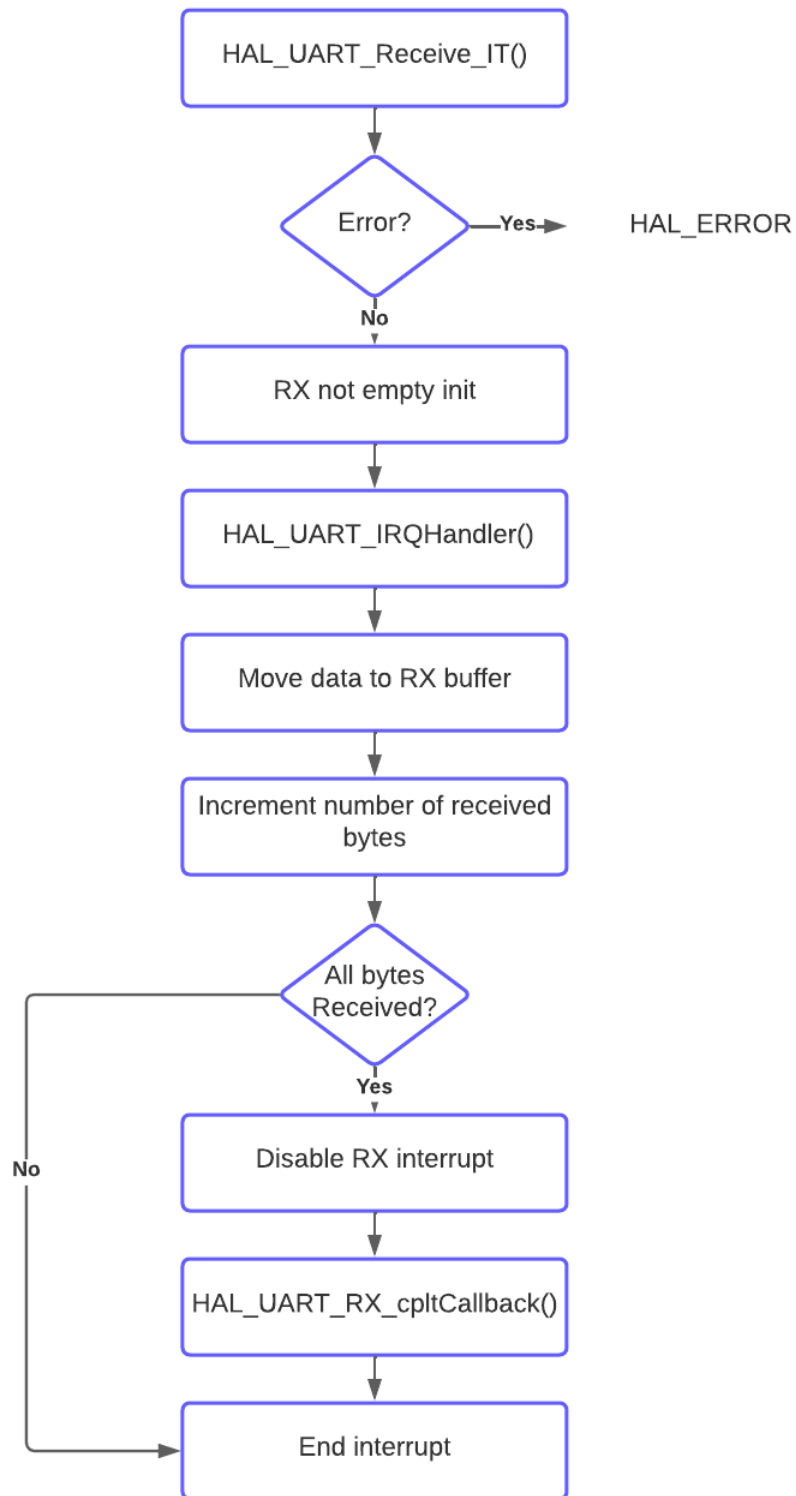 HAL_UART_Receive_IT()
Error?
Yes
HAL_ERROR
No
RX not empty init
HAL_UART_IRQHandler()
Move data to RX buffer
Increment number of received
bytes
All bytes
Received?
Yes
No
Disable RX interrupt
HAL_UART_RX_cpltCallback()
End interrupt